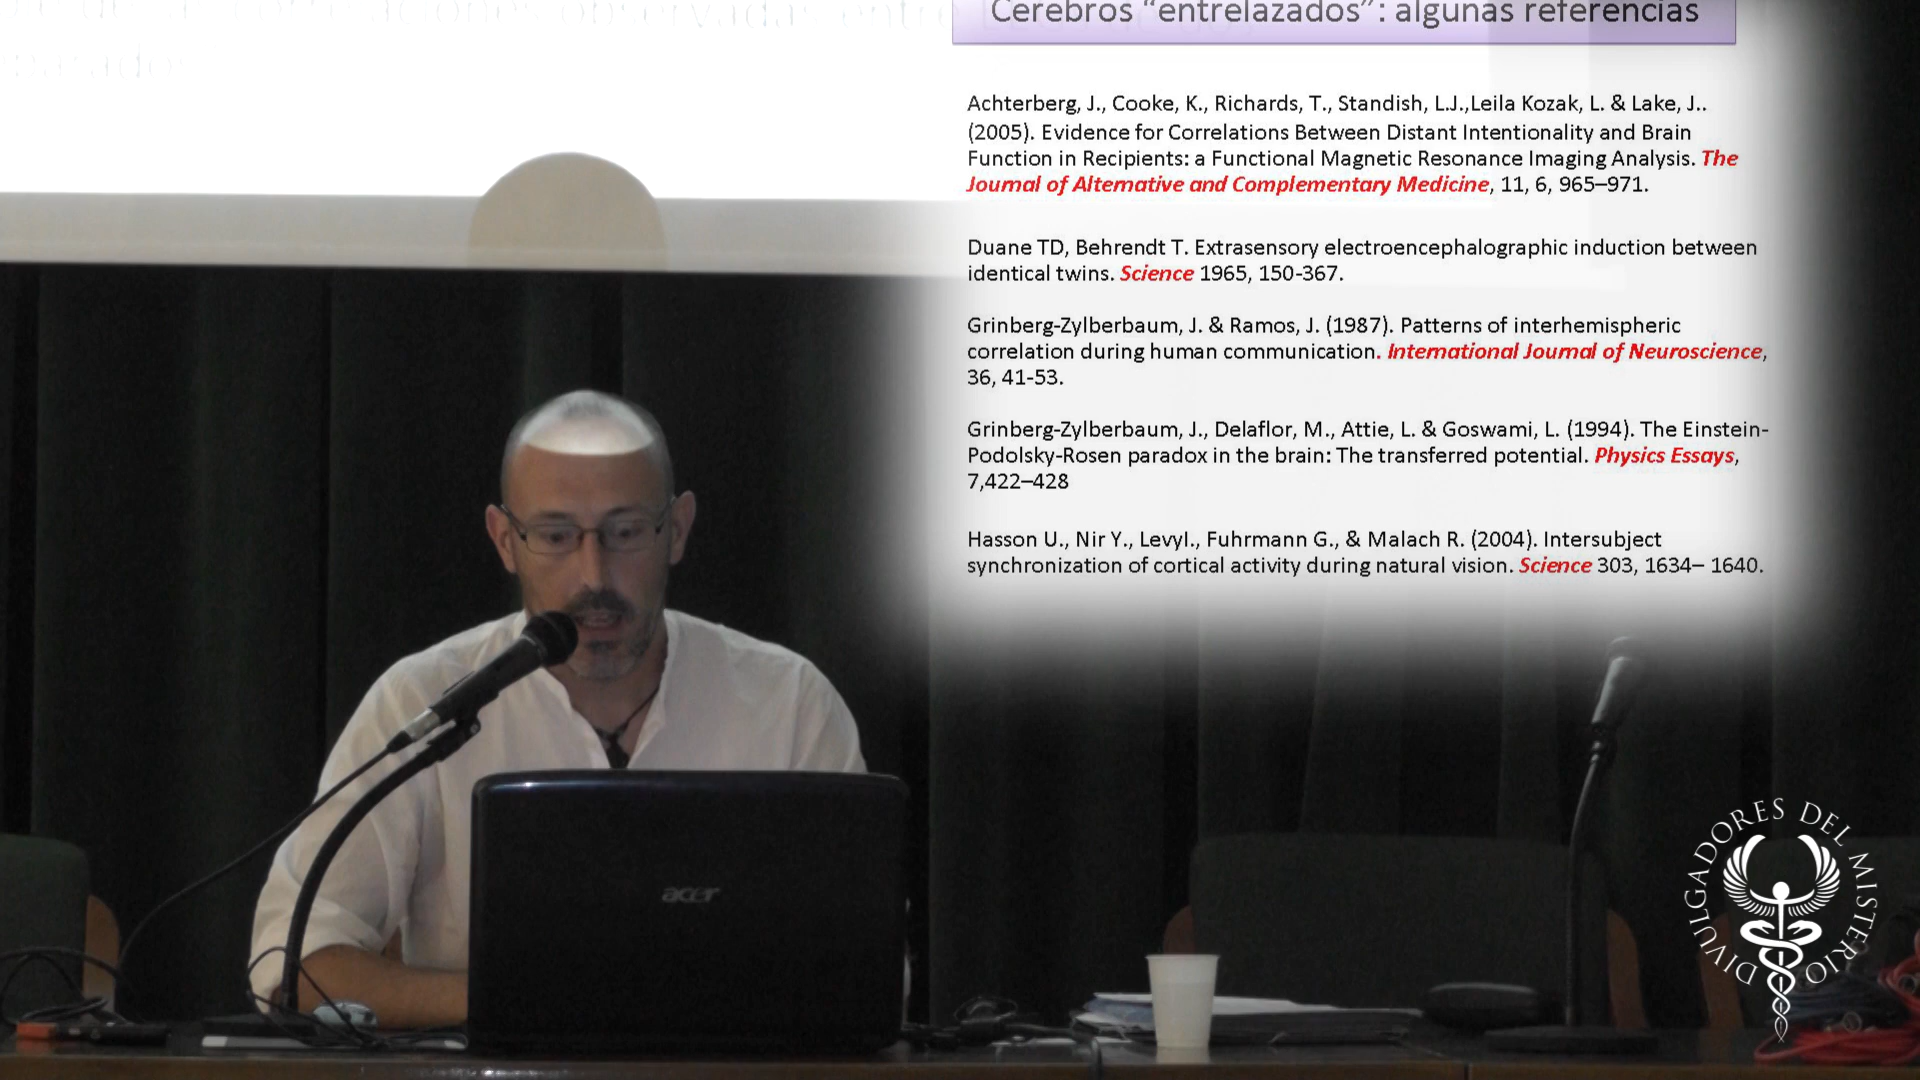 Cerebros “entrelazados”: algunas referencias
Achterberg, J., Cooke, K., Richards, T., Standish, L.J.,Leila Kozak, L. & Lake, J..
(2005). Evidence for Correlations Between Distant Intentionality and Brain
Function in Recipients: a Functional Magnetic Resonance Imaging Analysis. The
Journal of Alternative and Complementary Medicine, 11, 6, 965–971.
Duane TD, Behrendt T. Extrasensory electroencephalographic induction between
identical twins. Science 1965, 150-367.
Grinberg-Zylberbaum, J. & Ramos, J. (1987). Patterns of interhemispheric
correlation during human communication. International Journal of Neuroscience,
36, 41-53.
Grinberg-Zylberbaum, J., Delaflor, M., Attie, L. & Goswami, L. (1994). The Einstein-
Podolsky-Rosen paradox in the brain: The transferred potential. Physics Essays,
7,422–428
Hasson U., Nir Y., LevyI., Fuhrmann G., & Malach R. (2004). Intersubject
synchronization of cortical activity during natural vision. Science 303, 1634– 1640.
acer
DIVULGADORES DEL MISTERIO